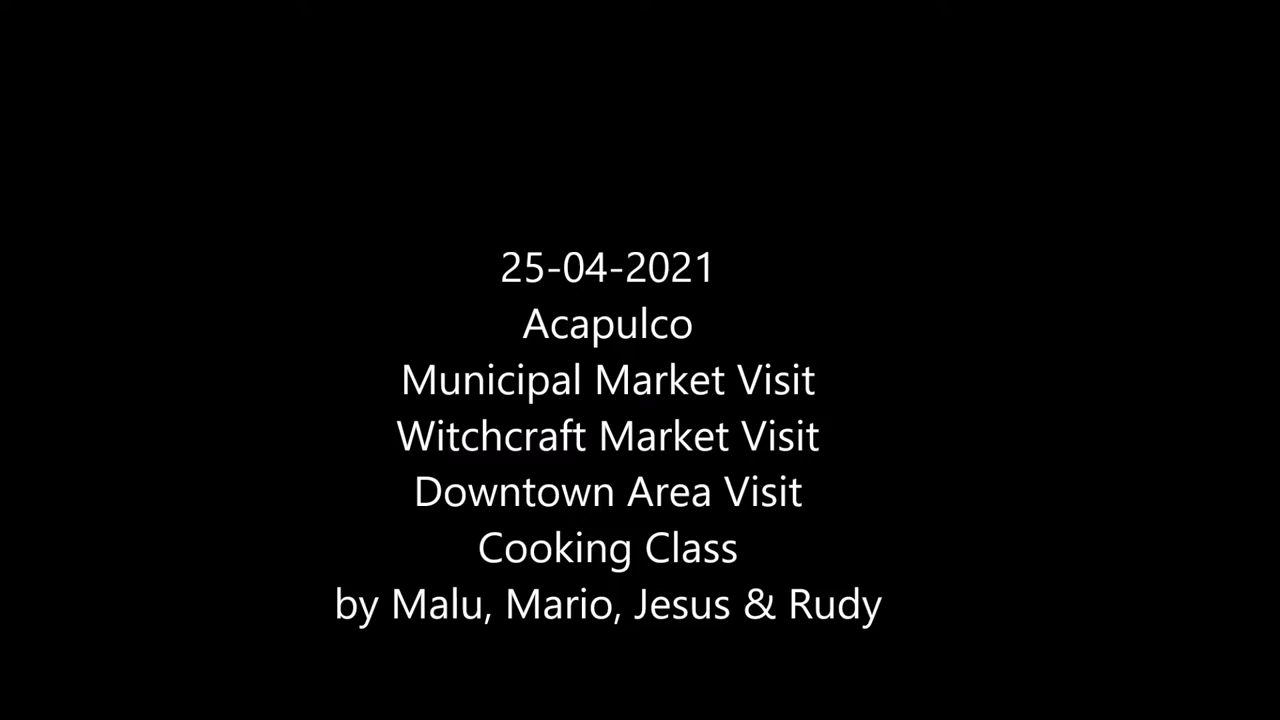 25-04-2021
Acapulco
Municipal Market Visit
Witchcraft Market Visit
Downtown Area Visit
Cooking Class
by Malu, Mario, Jesus & Rudy